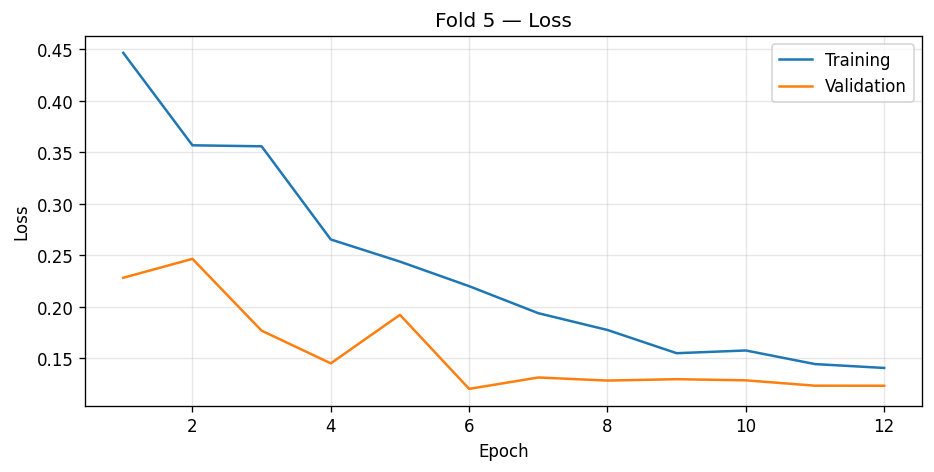 Fold 5 — Loss
Training
Validation
0.45
0.40
0.35
0.30
0.25
0.20
0.15
Loss
2 4 6 8 10 12
Epoch